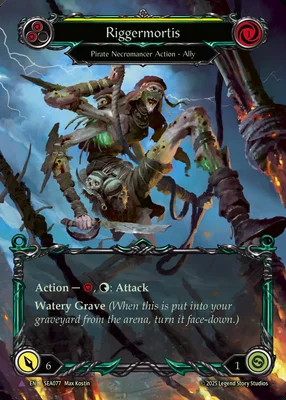 Riggermortis
Pirate Necromancer Action - Ally
Action — , : Attack
Watery Grave (When this is put into your
graveyard from the arena, turn it face-down.)
6
1
EN SEA077 Max Kostin
©2025 Legend Story Studios